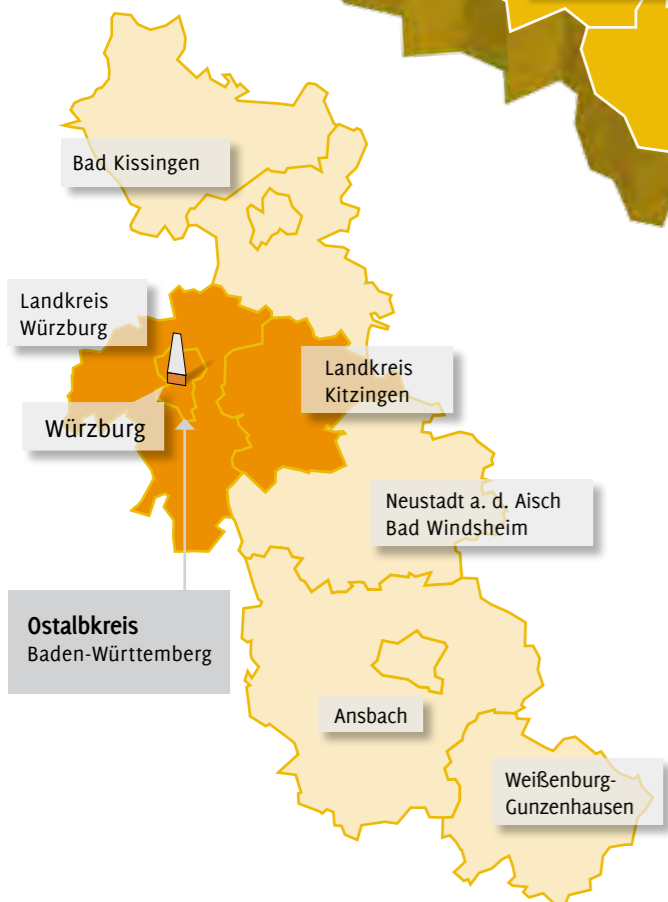 Bad Kissingen
Landkreis
Würzburg
Landkreis
Kitzingen
Würzburg
Neustadt a. d. Aisch
Bad Windsheim
Ostalbkreis
Baden-Württemberg
Ansbach
Weißenburg-
Gunzenhausen